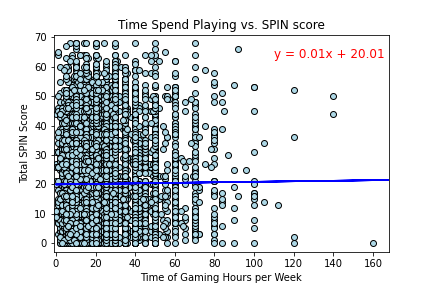 Time Spend Playing vs. SPIN score
y = 0.01x + 20.01
Total SPIN Score
70
60
50
40
30
20
10
0
0 20 40 60 80 100 120 140 160
Time of Gaming Hours per Week